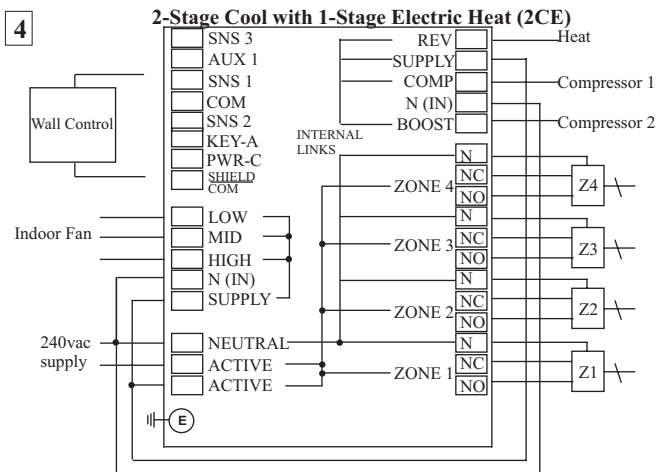 4
2-Stage Cool with 1-Stage Electric Heat (2CE)
SNS 3
AUX 1
SNS 1
COM
SNS 2
KEY-A
PWR-C
SHIELD
COM
Wall Control
LOW
MID
HIGH
N (IN)
SUPPLY
Indoor Fan
NEUTRAL
ACTIVE
ACTIVE
240vac
supply
E
INTERNAL
LINKS
REV
SUPPLY
COMP
N (IN)
BOOST
Heat
Compressor 1
Compressor 2
ZONE 4
N
NC
NO
Z4
ZONE 3
N
NC
NO
Z3
ZONE 2
N
NC
NO
Z2
ZONE 1
N
NC
NO
Z1